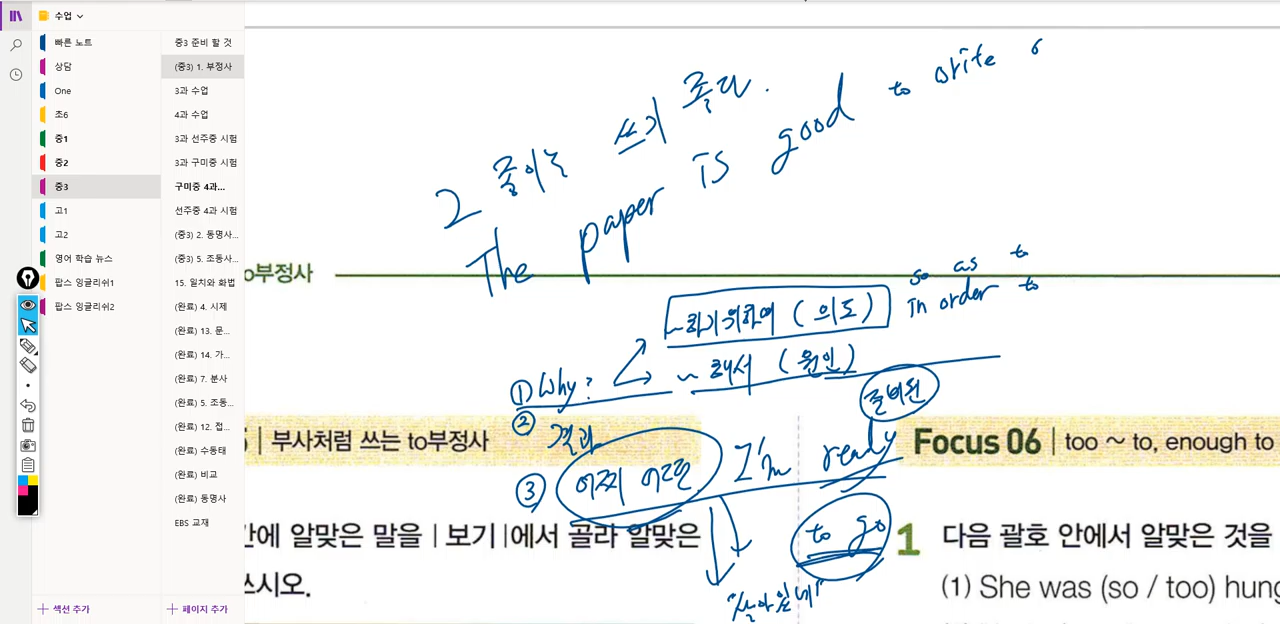 수업
빠른 노트
상담
One
초6
중1
중2
중3
고1
고2
영어 학습 뉴스
팝스 잉글리쉬1
팝스 잉글리쉬2
섹션 추가
중3 준비 할 것
(중3) 1. 부정사
3과 수업
4과 수업
3과 선주중 시험
3과 구미중 시험
구미중 4과...
선주중 4과 시험
(중3) 2. 동명사...
(중3) 5. 조동사...
15. 일치와 화법
(완료) 4. 시제
(완료) 13. 문...
(완료) 14. 가...
(완료) 7. 분사
(완료) 5. 조동...
(완료) 12. 접...
(완료) 수동태
(완료) 비교
(완료) 동명사
EBS 교재
페이지 추가
2 종이는 쓰기 좋다.
The paper is good to write o
to부정사
so as to
in order to
~하기 위하여 (의도)
① Why? ~해서 (원인)
② 결과
준비된
③ 어찌 어른 I'm ready
to go
"살아있네"
부사처럼 쓰는 to부정사
Focus 06 too ~ to, enough to
간에 알맞은 말을 | 보기 |에서 골라 알맞은
쓰시오.
1 다음 괄호 안에서 알맞은 것을
(1) She was (so / too) hung